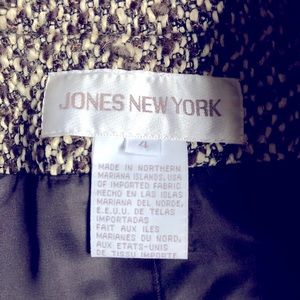 JONES NEW YORK
4
MADE IN NORTHERN
MARIANA ISLANDS, USA
OF IMPORTED FABRIC
HECHO EN LAS ISLAS
MARIANA DEL NORDE,
E.E.U.U. DE TELAS
IMPORTADAS
FAIT AUX ILES
MARIANES DU NORD,
AUX ETATS-UNIS
DE TISSU IMPORTE